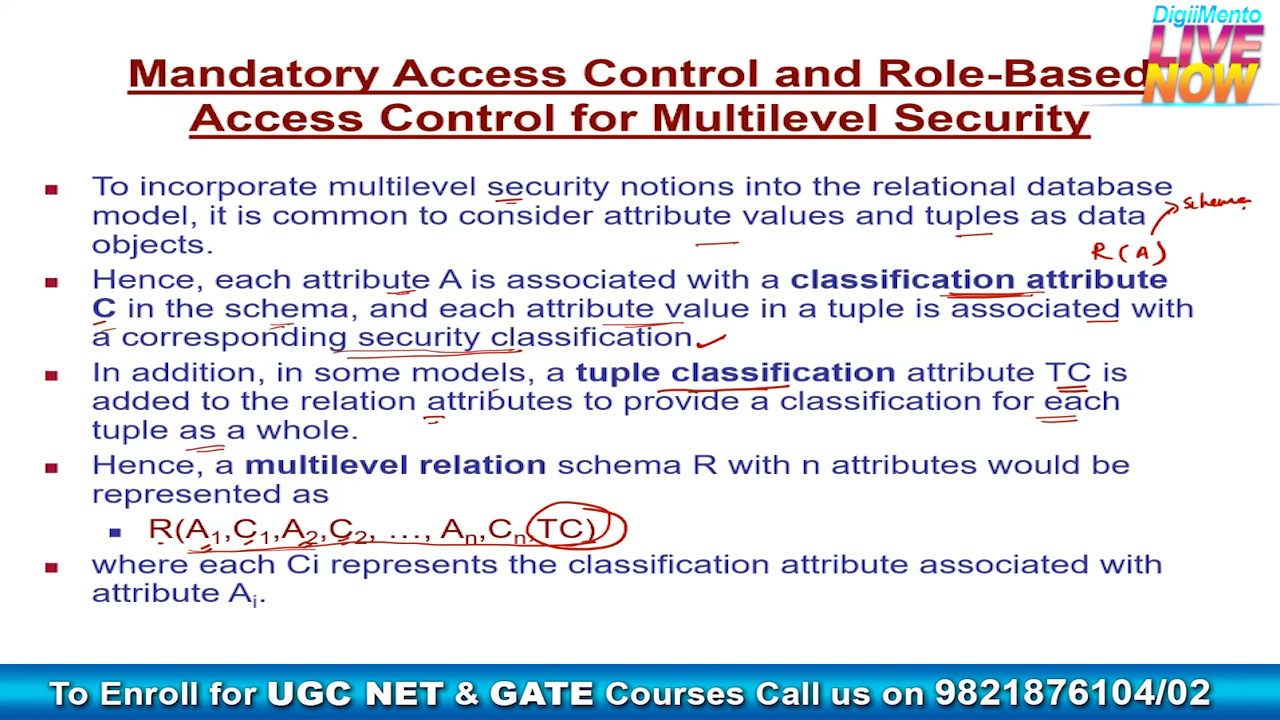 DigiiMento
LIVE
NOW
Mandatory Access Control and Role-Based
Access Control for Multilevel Security
To incorporate multilevel security notions into the relational database
model, it is common to consider attribute values and tuples as data
objects.
schema
R(A)
Hence, each attribute A is associated with a classification attribute
C in the schema, and each attribute value in a tuple is associated with
a corresponding security classification.
In addition, in some models, a tuple classification attribute TC is
added to the relation attributes to provide a classification for each
tuple as a whole.
Hence, a multilevel relation schema R with n attributes would be
represented as
R(A₁,C₁,A₂,C₂, …, Aₙ,Cₙ,TC)
where each Ci represents the classification attribute associated with
attribute Aᵢ.
To Enroll for UGC NET & GATE Courses Call us on 9821876104/02